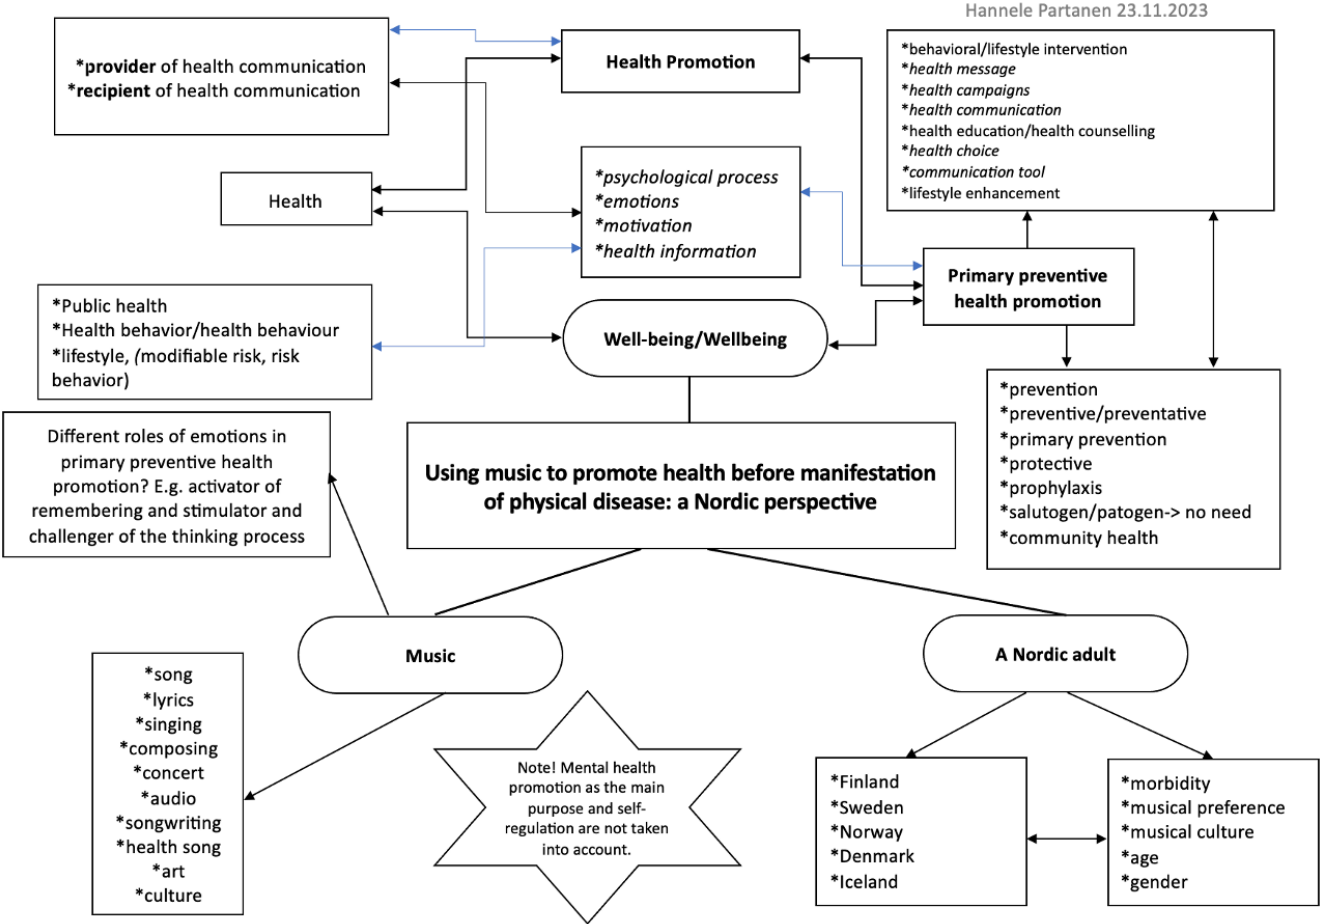 Hannele Partanen 23.11.2023
*provider of health communication
*recipient of health communication
Health Promotion
*behavioral/lifestyle intervention
*health message
*health campaigns
*health communication
*health education/health counselling
*health choice
*communication tool
*lifestyle enhancement
Health
*psychological process
*emotions
*motivation
*health information
Primary preventive
health promotion
*Public health
*Health behavior/health behaviour
*lifestyle, (modifiable risk, risk
behavior)
Well-being/Wellbeing
*prevention
*preventive/preventative
*primary prevention
*protective
*prophylaxis
*salutogen/patogen-> no need
*community health
Different roles of emotions in
primary preventive health
promotion? E.g. activator of
remembering and stimulator and
challenger of the thinking process
Using music to promote health before manifestation
of physical disease: a Nordic perspective
Music
A Nordic adult
*song
*lyrics
*singing
*composing
*concert
*audio
*songwriting
*health song
*art
*culture
Note! Mental health
promotion as the main
purpose and self-
regulation are not taken
into account.
*Finland
*Sweden
*Norway
*Denmark
*Iceland
*morbidity
*musical preference
*musical culture
*age
*gender